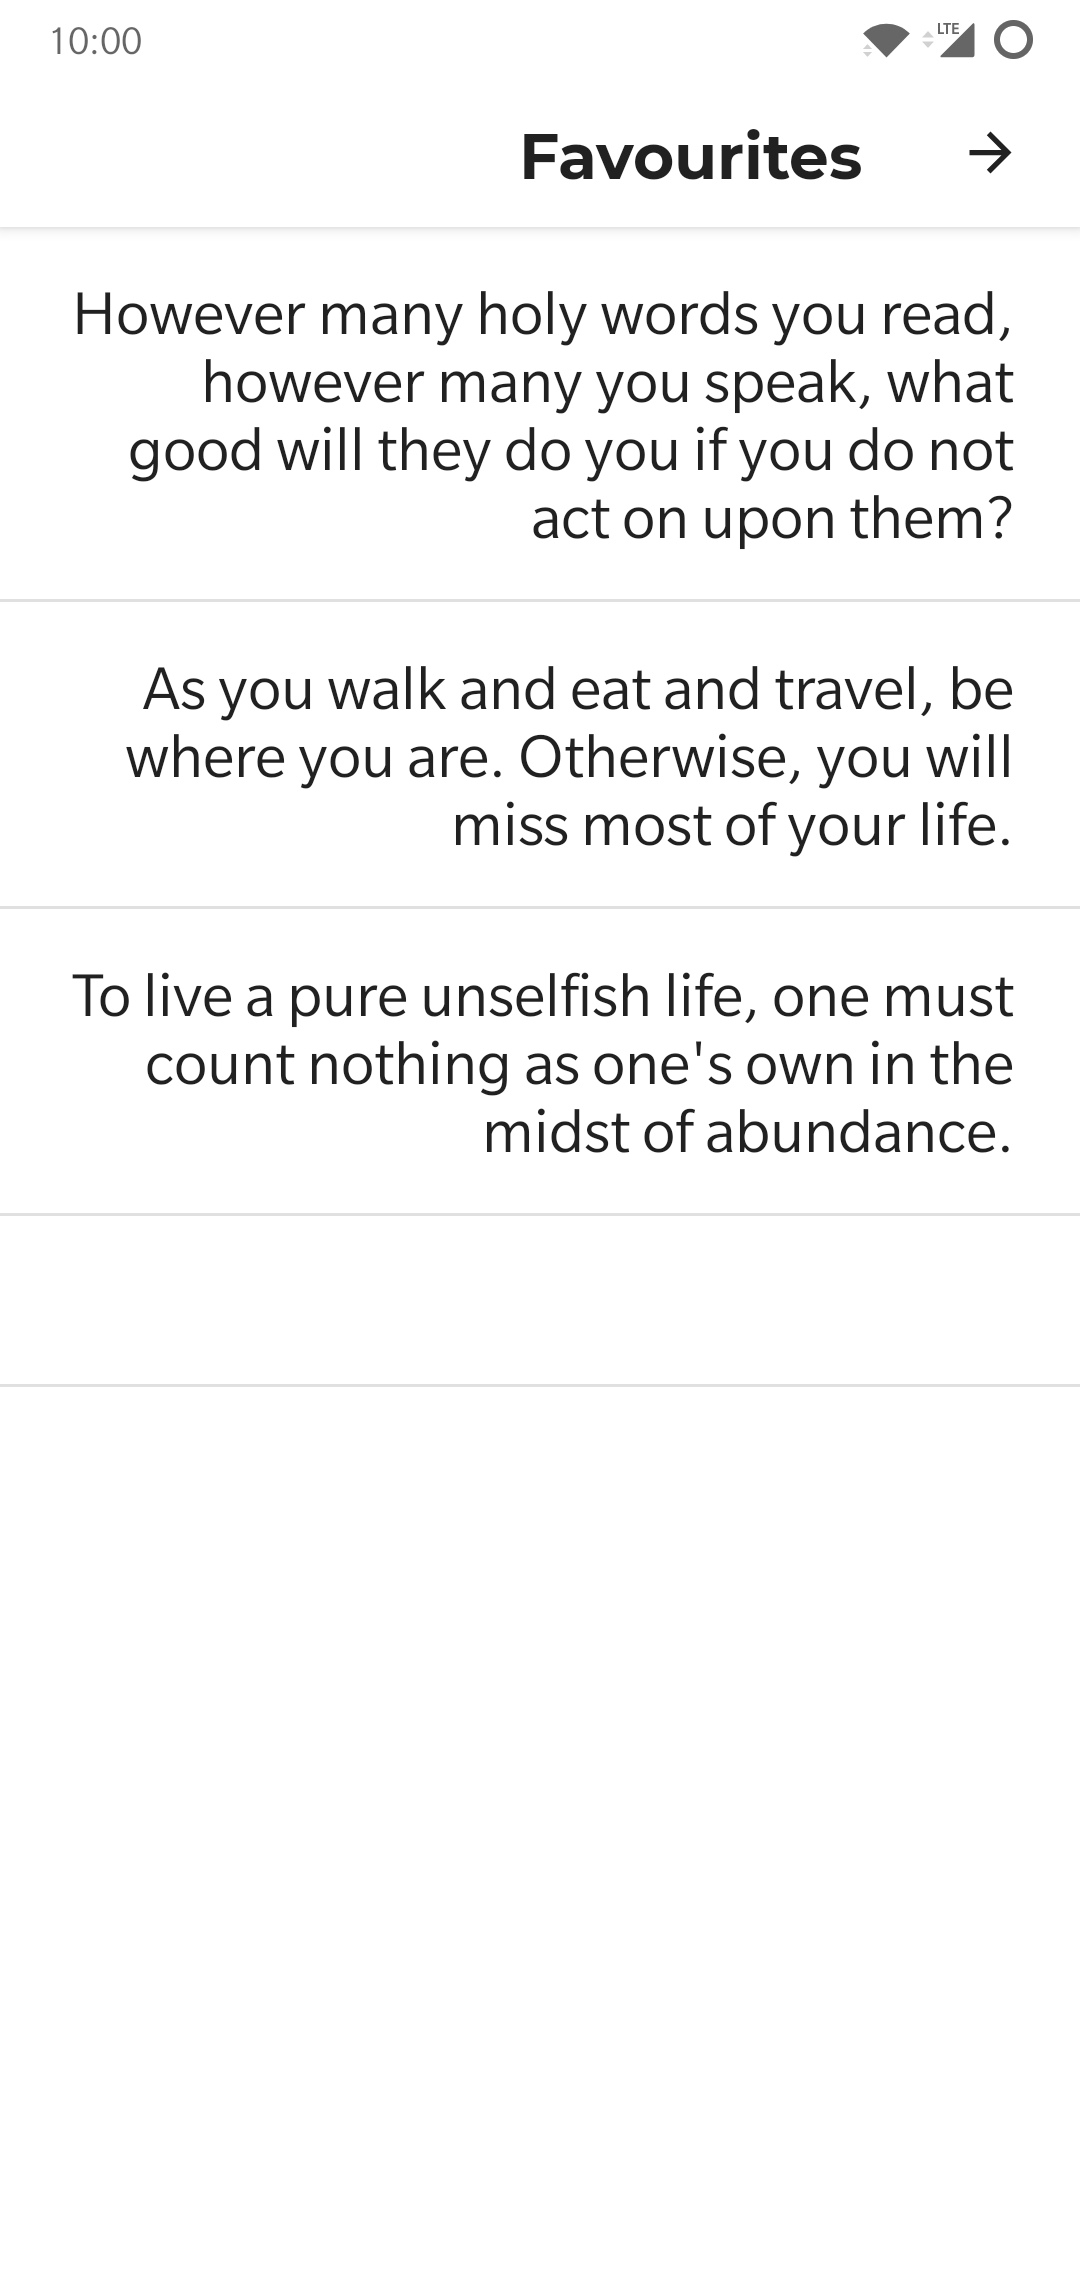 10:00
LTE
Favourites
However many holy words you read,
however many you speak, what
good will they do you if you do not
act on upon them?
As you walk and eat and travel, be
where you are. Otherwise, you will
miss most of your life.
To live a pure unselfish life, one must
count nothing as one's own in the
midst of abundance.